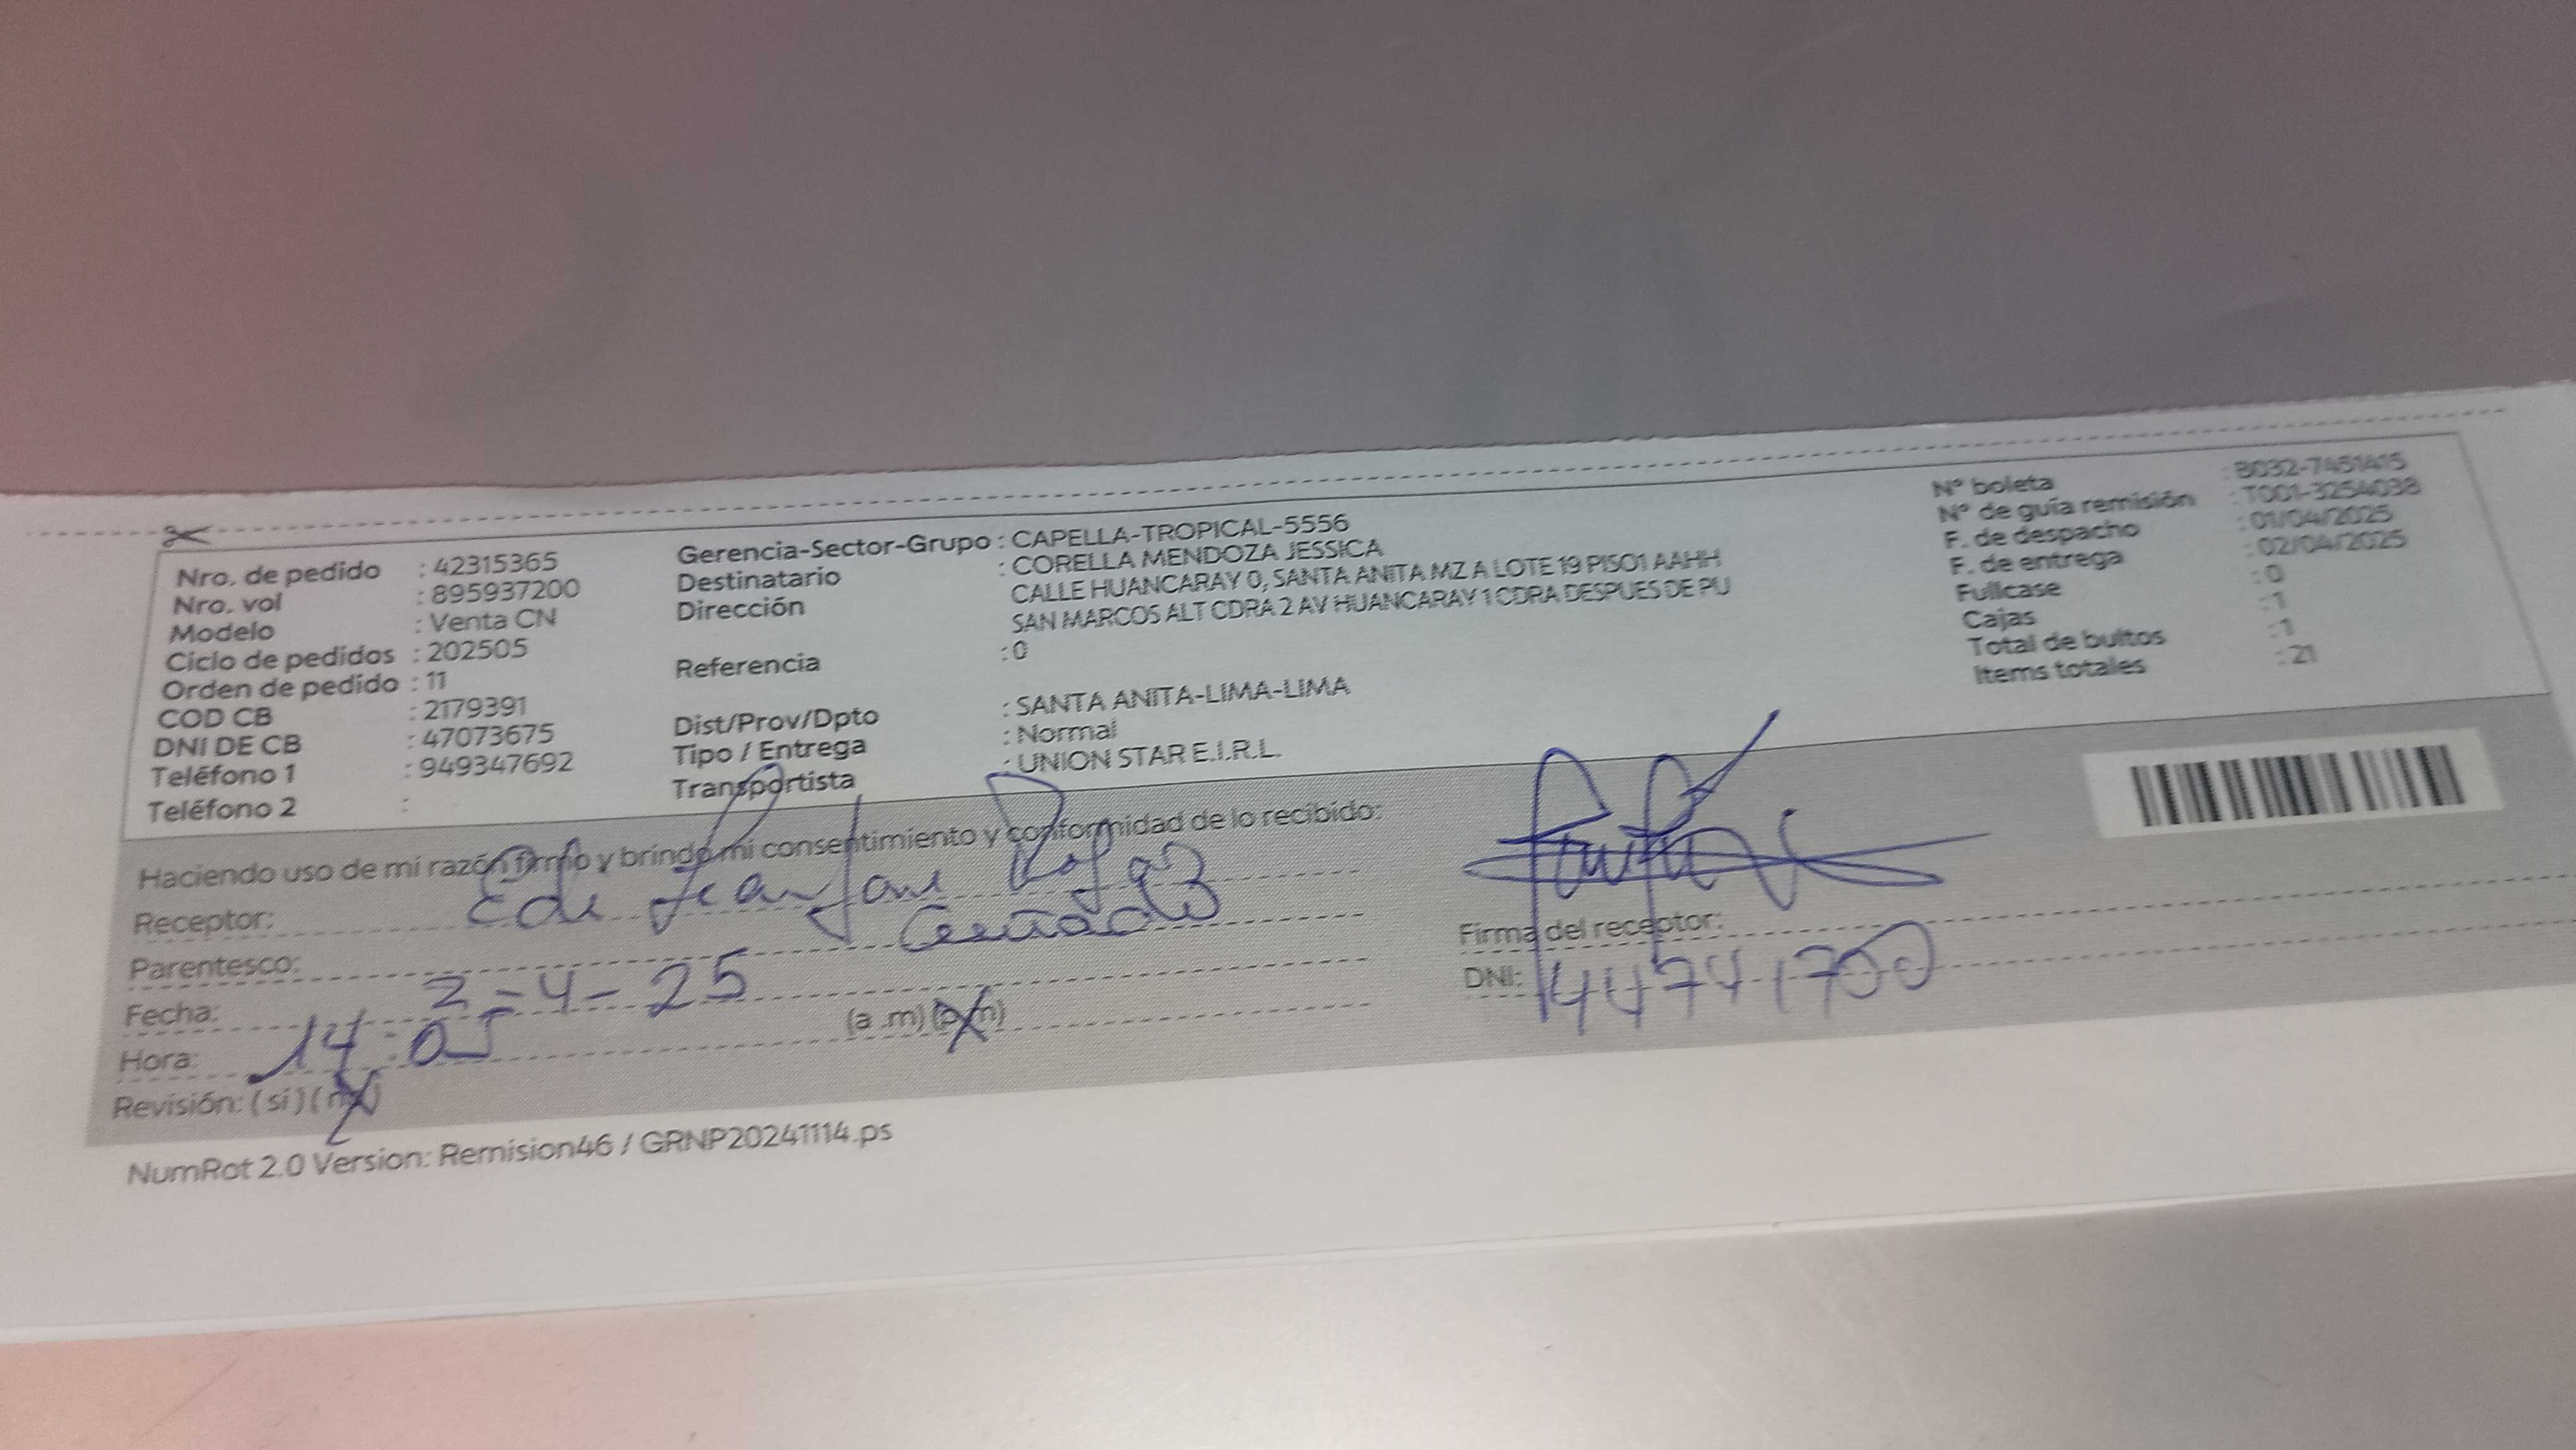 Nro. de pedido : 42315365
Nro. vol : 895937200
Modelo : Venta CN
Ciclo de pedidos : 202505
Orden de pedido : 11
COD CB : 2179391
DNI DE CB : 47073675
Teléfono 1 : 949347692
Teléfono 2 :
Gerencia-Sector-Grupo : CAPELLA-TROPICAL-5556
Destinatario : CORELLA MENDOZA JESSICA
Dirección CALLE HUANCARAY 0, SANTA ANITA MZ A LOTE 19 PISO1 AAHH
SAN MARCOS ALT CDRA 2 AV HUANCARAY 1 CDRA DESPUES DE PU
Referencia : 0
Dist/Prov/Dpto : SANTA ANITA-LIMA-LIMA
Tipo / Entrega : Normal
Transportista : UNION STAR E.I.R.L.
N° boleta : B032-7451415
N° de guía remisión : T001-3254038
F. de despacho : 01/04/2025
F. de entrega : 02/04/2025
Fullcase : 0
Cajas : 1
Total de bultos : 1
Items totales : 21
Haciendo uso de mi razón firmo y brindo mi consentimiento y conformidad de lo recibido:
Receptor:
Parentesco:
Fecha: 2-4-25
Hora: 14:05 (a .m) (p.m)
Revisión: (si) (no)
Firma del receptor:
DNI:
NumRot 2.0 Version: Remision46 / GRNP20241114.ps